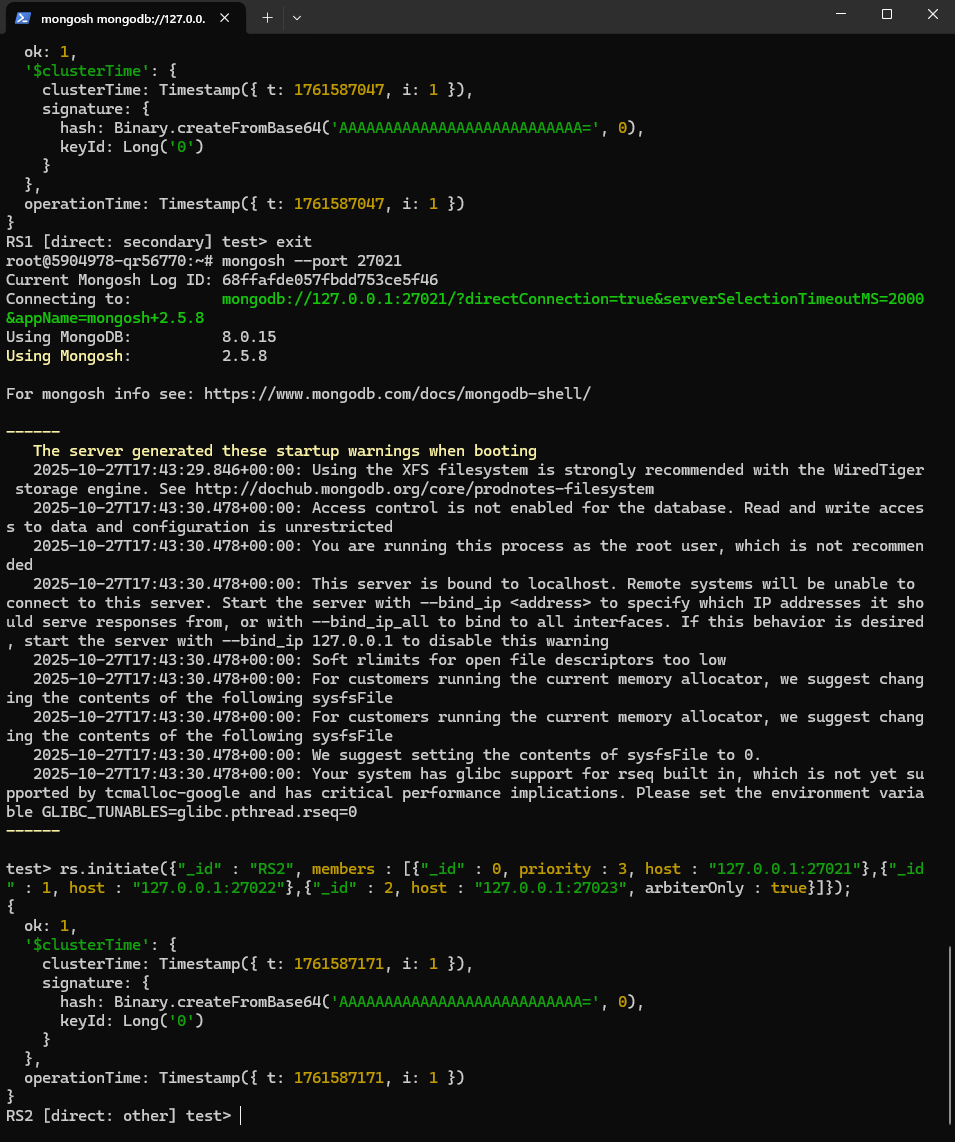 mongosh mongodb://127.0.0.
ok: 1,
'$clusterTime': {
clusterTime: Timestamp({ t: 1761587047, i: 1 }),
signature: {
hash: Binary.createFromBase64('AAAAAAAAAAAAAAAAAAAAAAAAAAA=', 0),
keyId: Long('0')
}
},
operationTime: Timestamp({ t: 1761587047, i: 1 })
}
RS1 [direct: secondary] test> exit
root@5904978-qr56770:~# mongosh --port 27021
Current Mongosh Log ID: 68ffafde057fbdd753ce5f46
Connecting to: mongodb://127.0.0.1:27021/?directConnection=true&serverSelectionTimeoutMS=2000
&appName=mongosh+2.5.8
Using MongoDB: 8.0.15
Using Mongosh: 2.5.8
For mongosh info see: https://www.mongodb.com/docs/mongodb-shell/
------
The server generated these startup warnings when booting
2025-10-27T17:43:29.846+00:00: Using the XFS filesystem is strongly recommended with the WiredTiger
storage engine. See http://dochub.mongodb.org/core/prodnotes-filesystem
2025-10-27T17:43:30.478+00:00: Access control is not enabled for the database. Read and write acces
s to data and configuration is unrestricted
2025-10-27T17:43:30.478+00:00: You are running this process as the root user, which is not recommen
ded
2025-10-27T17:43:30.478+00:00: This server is bound to localhost. Remote systems will be unable to
connect to this server. Start the server with --bind_ip <address> to specify which IP addresses it sho
uld serve responses from, or with --bind_ip_all to bind to all interfaces. If this behavior is desired
, start the server with --bind_ip 127.0.0.1 to disable this warning
2025-10-27T17:43:30.478+00:00: Soft rlimits for open file descriptors too low
2025-10-27T17:43:30.478+00:00: For customers running the current memory allocator, we suggest chang
ing the contents of the following sysfsFile
2025-10-27T17:43:30.478+00:00: For customers running the current memory allocator, we suggest chang
ing the contents of the following sysfsFile
2025-10-27T17:43:30.478+00:00: We suggest setting the contents of sysfsFile to 0.
2025-10-27T17:43:30.478+00:00: Your system has glibc support for rseq built in, which is not yet su
pported by tcmalloc-google and has critical performance implications. Please set the environment varia
ble GLIBC_TUNABLES=glibc.pthread.rseq=0
------
test> rs.initiate({"_id" : "RS2", members : [{"_id" : 0, priority : 3, host : "127.0.0.1:27021"},{"_id
" : 1, host : "127.0.0.1:27022"},{"_id" : 2, host : "127.0.0.1:27023", arbiterOnly : true}]});
{
ok: 1,
'$clusterTime': {
clusterTime: Timestamp({ t: 1761587171, i: 1 }),
signature: {
hash: Binary.createFromBase64('AAAAAAAAAAAAAAAAAAAAAAAAAAA=', 0),
keyId: Long('0')
}
},
operationTime: Timestamp({ t: 1761587171, i: 1 })
}
RS2 [direct: other] test>